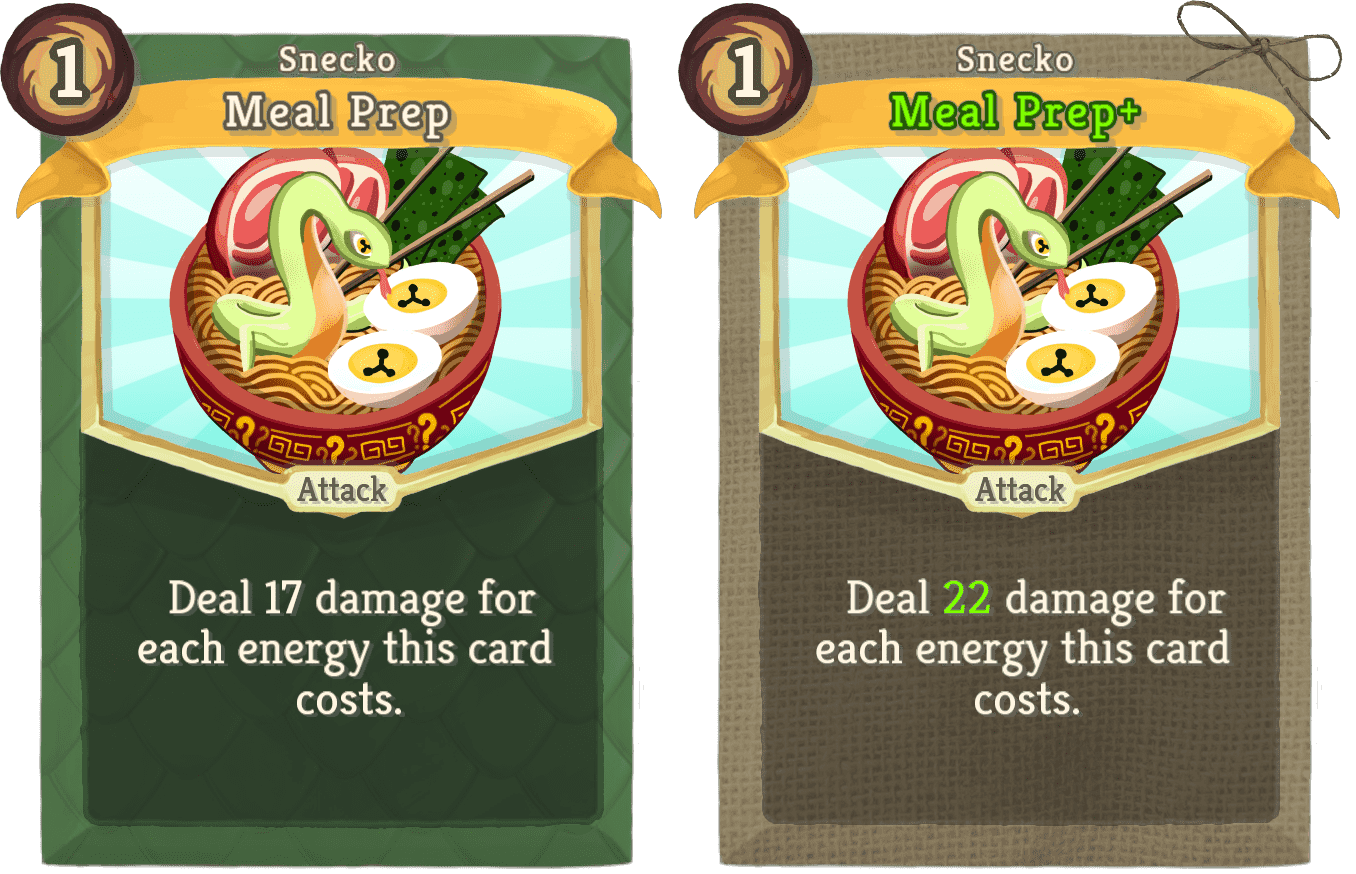 1
Snecko
Meal Prep
? ? ??
Attack
Deal 17 damage for
each energy this card
costs.
1
Snecko
Meal Prep+
? ? ??
Attack
Deal 22 damage for
each energy this card
costs.